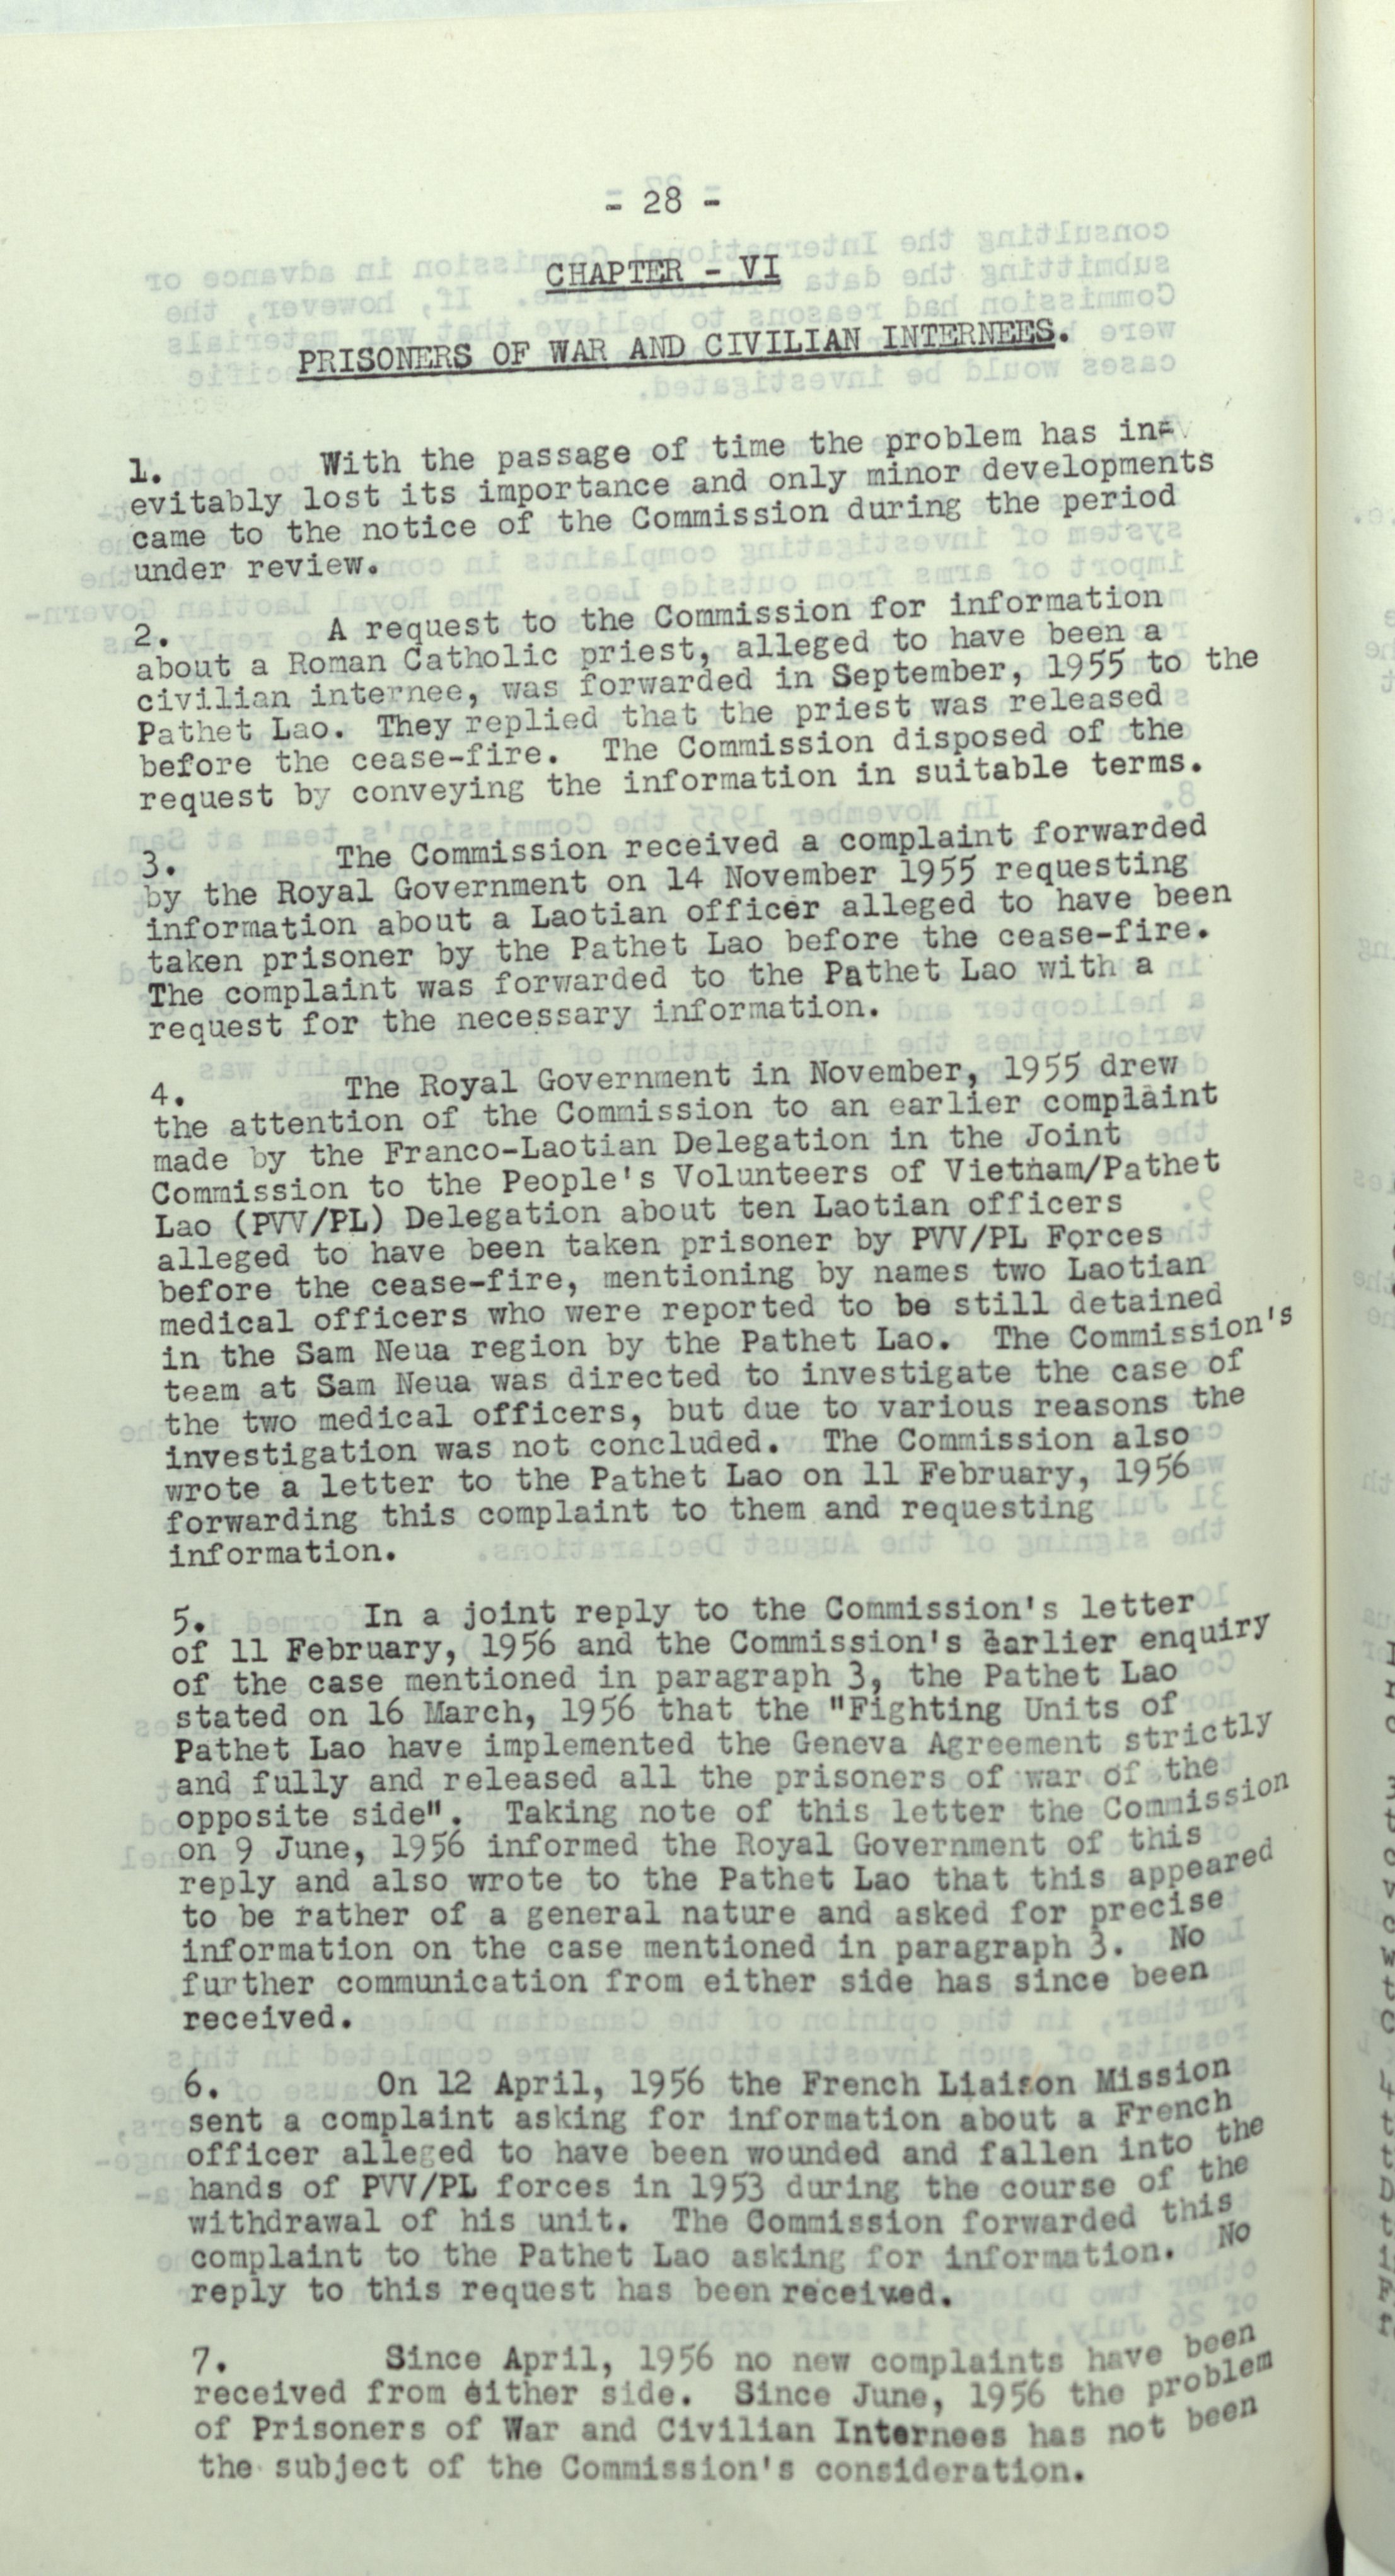 - 28 -
CHAPTER - VI
PRISONERS OF WAR AND CIVILIAN INTERNEES.
1. With the passage of time the problem has in-
evitably lost its importance and only minor developments
came to the notice of the Commission during the period
under review.
2. A request to the Commission for information
about a Roman Catholic priest, alleged to have been a
civilian internee, was forwarded in September, 1955 to the
Pathet Lao. They replied that the priest was released
before the cease-fire. The Commission disposed of the
request by conveying the information in suitable terms.
3. The Commission received a complaint forwarded
by the Royal Government on 14 November 1955 requesting
information about a Laotian officer alleged to have been
taken prisoner by the Pathet Lao before the cease-fire.
The complaint was forwarded to the Pathet Lao with a
request for the necessary information.
4. The Royal Government in November, 1955 drew
the attention of the Commission to an earlier complaint
made by the Franco-Laotian Delegation in the Joint
Commission to the People's Volunteers of Vietnam/Pathet
Lao (PVV/PL) Delegation about ten Laotian officers
alleged to have been taken prisoner by PVV/PL Forces
before the cease-fire, mentioning by names two Laotian
medical officers who were reported to be still detained
in the Sam Neua region by the Pathet Lao. The Commission's
team at Sam Neua was directed to investigate the case of
the two medical officers, but due to various reasons the
investigation was not concluded. The Commission also
wrote a letter to the Pathet Lao on 11 February, 1956
forwarding this complaint to them and requesting
information.
5. In a joint reply to the Commission's letter
of 11 February, 1956 and the Commission's earlier enquiry
of the case mentioned in paragraph 3, the Pathet Lao
stated on 16 March, 1956 that the "Fighting Units of
Pathet Lao have implemented the Geneva Agreement strictly
and fully and released all the prisoners of war of the
opposite side". Taking note of this letter the Commission
on 9 June, 1956 informed the Royal Government of this
reply and also wrote to the Pathet Lao that this appeared
to be rather of a general nature and asked for precise
information on the case mentioned in paragraph 3. No
further communication from either side has since been
received.
6. On 12 April, 1956 the French Liaison Mission
sent a complaint asking for information about a French
officer alleged to have been wounded and fallen into the
hands of PVV/PL forces in 1953 during the course of the
withdrawal of his unit. The Commission forwarded this
complaint to the Pathet Lao asking for information. No
reply to this request has been received.
7. Since April, 1956 no new complaints have been
received from either side. Since June, 1956 the problem
of Prisoners of War and Civilian Internees has not been
the subject of the Commission's consideration.